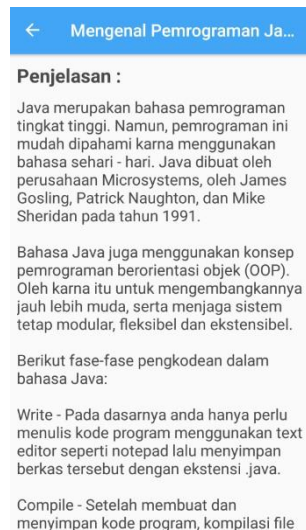 ← Mengenal Pemrograman Ja...
Penjelasan :
Java merupakan bahasa pemrograman
tingkat tinggi. Namun, pemrograman ini
mudah dipahami karna menggunakan
bahasa sehari - hari. Java dibuat oleh
perusahaan Microsystems, oleh James
Gosling, Patrick Naughton, dan Mike
Sheridan pada tahun 1991.
Bahasa Java juga menggunakan konsep
pemrograman berorientasi objek (OOP).
Oleh karna itu untuk mengembangkannya
jauh lebih muda, serta menjaga sistem
tetap modular, fleksibel dan ekstensibel.
Berikut fase-fase pengkodean dalam
bahasa Java:
Write - Pada dasarnya anda hanya perlu
menulis kode program menggunakan text
editor seperti notepad lalu menyimpan
berkas tersebut dengan ekstensi .java.
Compile - Setelah membuat dan
menyimpan kode program, kompilasi file